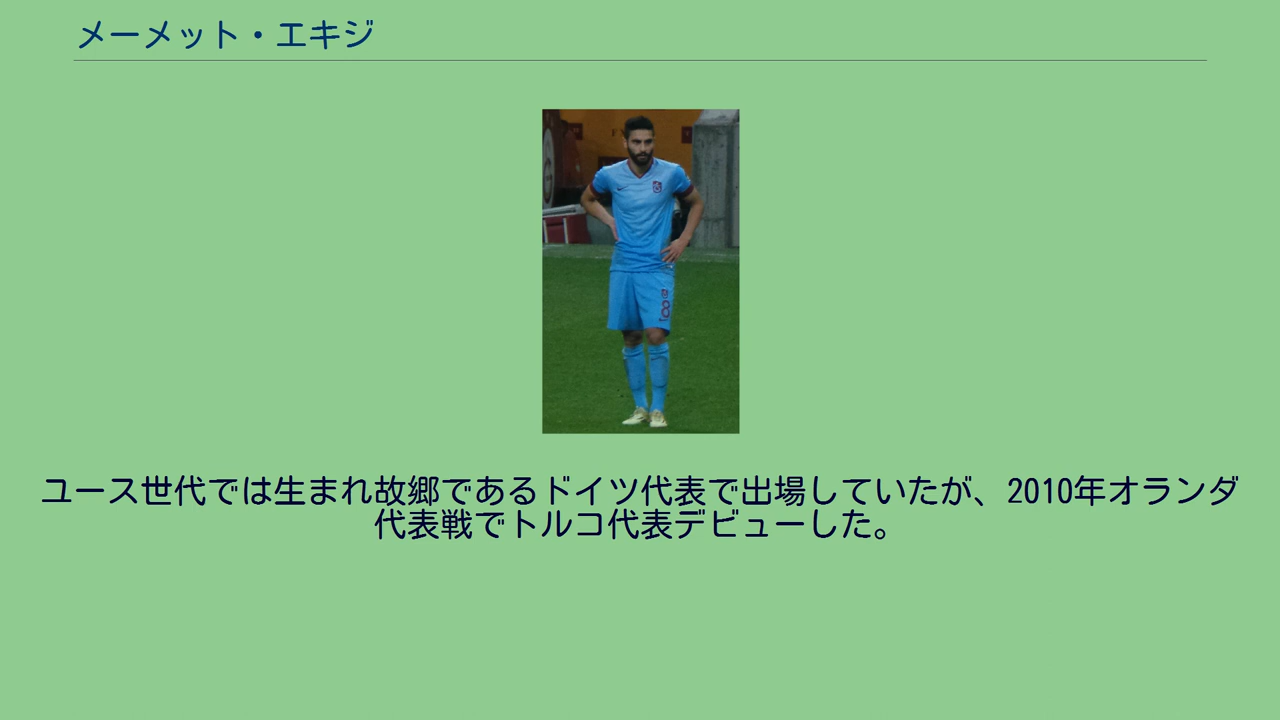 メーメット・エキジ
ユース世代では生まれ故郷であるドイツ代表で出場していたが、2010年オランダ
代表戦でトルコ代表デビューした。
8